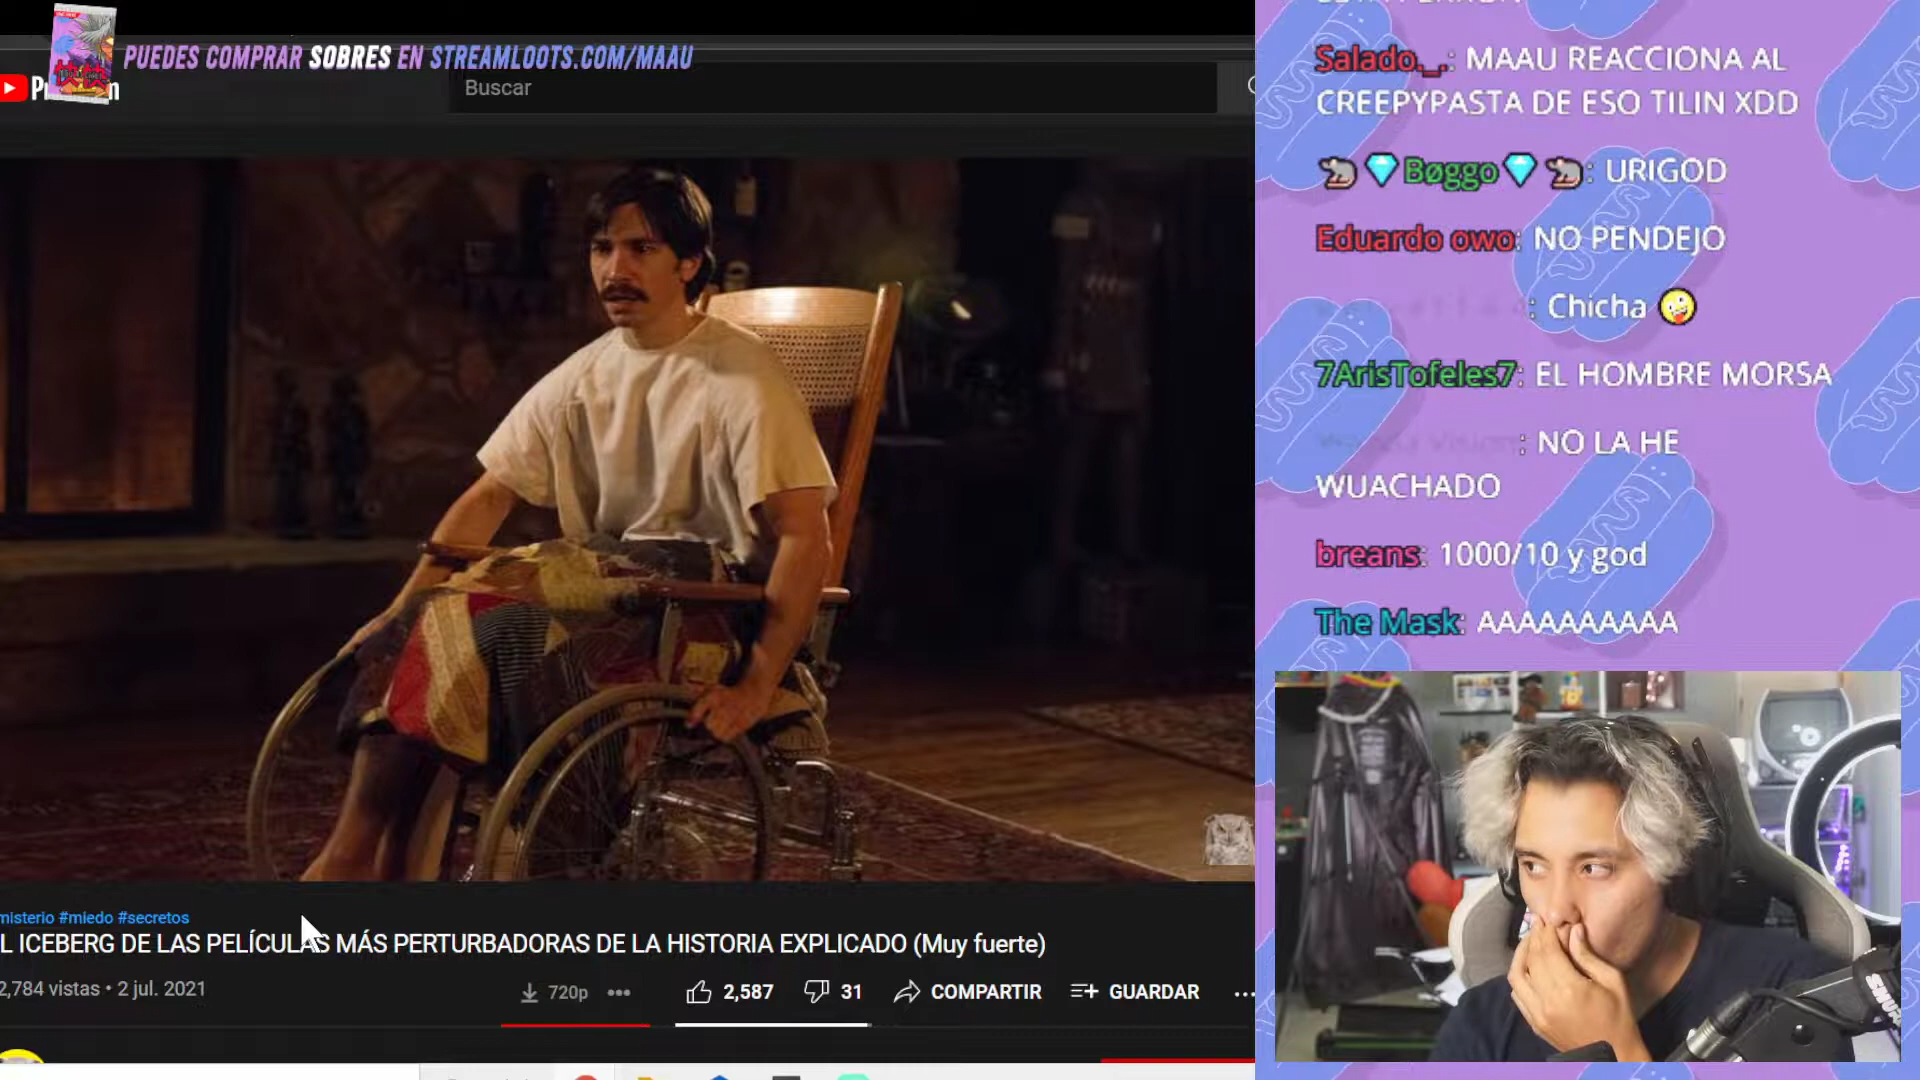 PUEDES COMPRAR SOBRES EN STREAMLOOTS.COM/MAAU
Buscar
misterio #miedo #secretos
L ICEBERG DE LAS PELÍCULAS MÁS PERTURBADORAS DE LA HISTORIA EXPLICADO (Muy fuerte)
2,784 vistas • 2 jul. 2021
720p
2,587
31
COMPARTIR
GUARDAR
Salado._.: MAAU REACCIONA AL
CREEPYPASTA DE ESO TILIN XDD
Bøggo: URIGOD
Eduardo owo: NO PENDEJO
: Chicha
7ArisTofeles7: EL HOMBRE MORSA
: NO LA HE
WUACHADO
breans: 1000/10 y god
The Mask: AAAAAAAAAA
SHURE